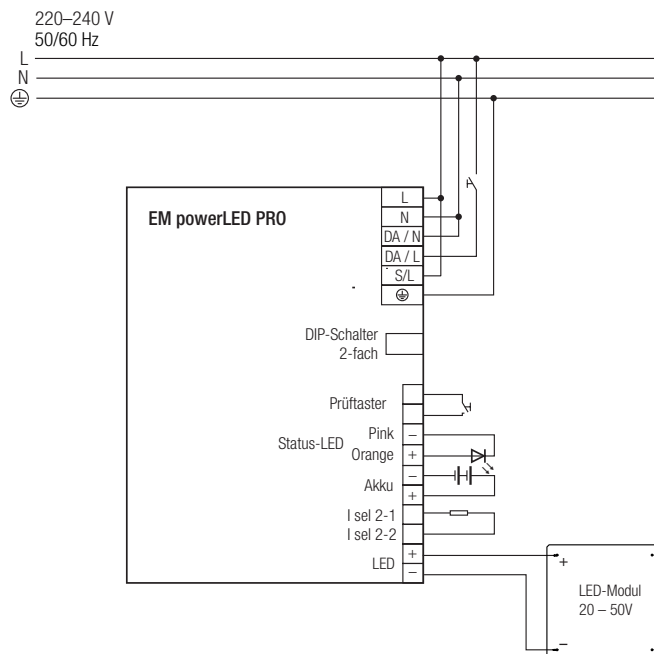 220–240 V
50/60 Hz
L
N
EM powerLED PRO
L
N
DA / N
DA / L
S/L
DIP-Schalter
2-fach
Prüftaster
Status-LED
Pink –
Orange +
Akku
–
+
I sel 2-1
I sel 2-2
LED
+
–
+
LED-Modul
20 – 50V
–